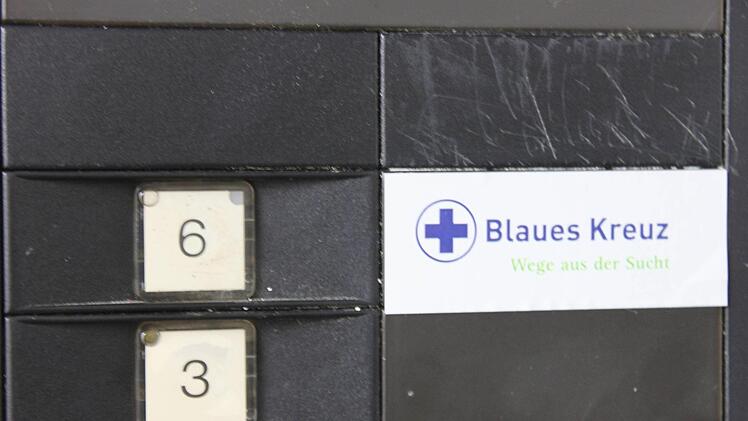 6
Blaues Kreuz
Wege aus der Sucht
3